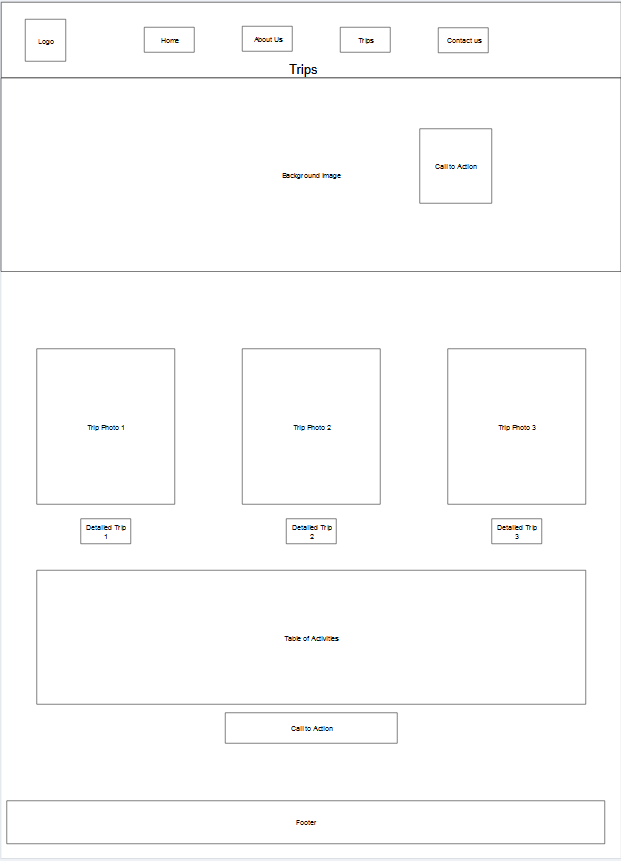 Logo
Home
About Us
Trips
Contact us
Trips
Background Image
Call to Action
Trip Photo 1
Trip Photo 2
Trip Photo 3
Detailed Trip
1
Detailed Trip
2
Detailed Trip
3
Table of Activities
Call to Action
Footer